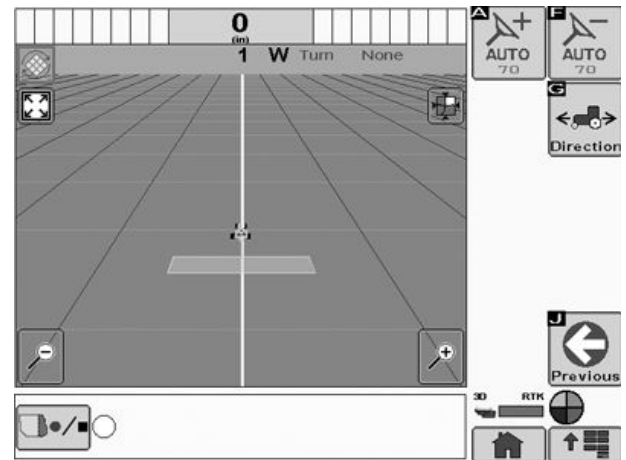 0
(in)
1 W Turn None
A
AUTO
70
F
AUTO
70
G
Direction
J
Previous
3D RTK